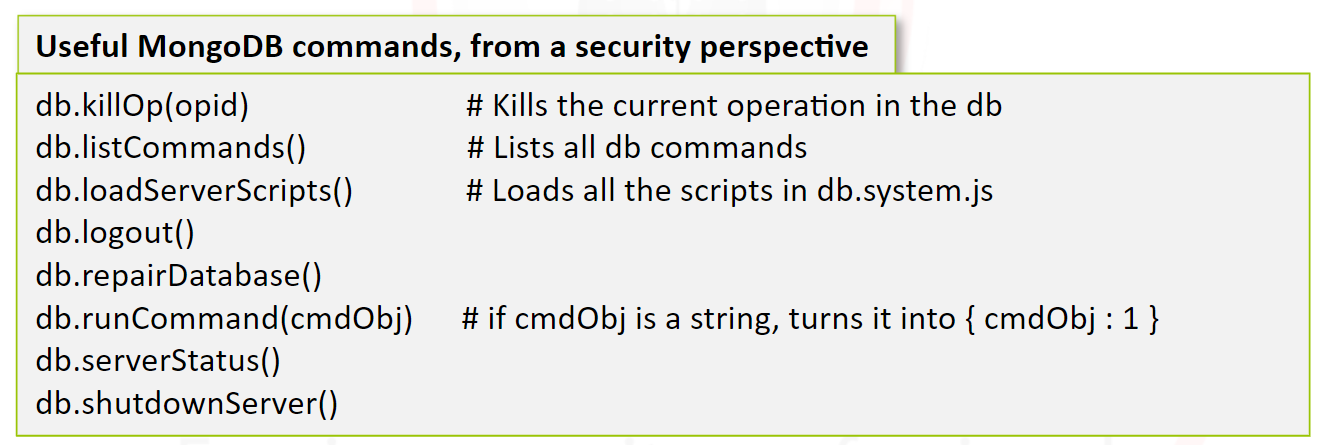 Useful MongoDB commands, from a security perspective
db.killOp(opid) # Kills the current operation in the db
db.listCommands() # Lists all db commands
db.loadServerScripts() # Loads all the scripts in db.system.js
db.logout()
db.repairDatabase()
db.runCommand(cmdObj) # if cmdObj is a string, turns it into { cmdObj : 1 }
db.serverStatus()
db.shutdownServer()